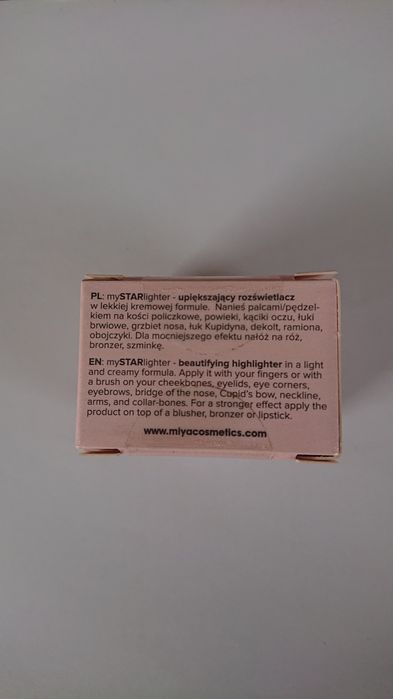 PL: mySTARlighter - upiększający rozświetlacz
w lekkiej kremowej formule. Nanieś palcami/pędzel-
kiem na kości policzkowe, powieki, kąciki oczu, łuki
brwiowe, grzbiet nosa, łuk Kupidyna, dekolt, ramiona,
obojczyki. Dla mocniejszego efektu nałóż na róż,
bronzer, szminkę.
EN: mySTARlighter - beautifying highlighter in a light
and creamy formula. Apply it with your fingers or with
a brush on your cheekbones, eyelids, eye corners,
eyebrows, bridge of the nose, Cupid's bow, neckline,
arms, and collar-bones. For a stronger effect apply the
product on top of a blusher, bronzer or lipstick.
www.miyacosmetics.com